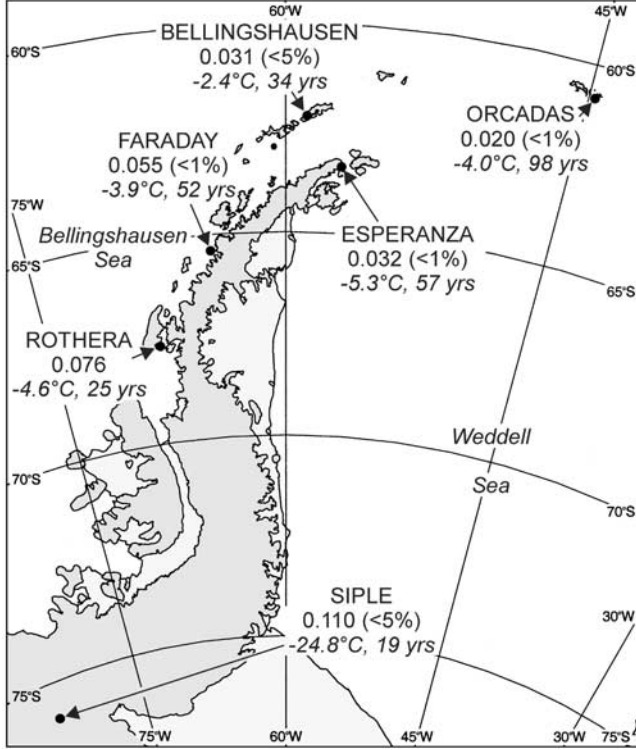 60°W
45°W
BELLINGSHAUSEN
0.031 (<5%)
-2.4°C, 34 yrs
60°S
60°S
ORCADAS
0.020 (<1%)
-4.0°C, 98 yrs
FARADAY
0.055 (<1%)
-3.9°C, 52 yrs
75°W
Bellingshausen
Sea
65°S
ESPERANZA
0.032 (<1%)
-5.3°C, 57 yrs
65°S
ROTHERA
0.076
-4.6°C, 25 yrs
Weddell
Sea
70°S
70°S
SIPLE
0.110 (<5%)
-24.8°C, 19 yrs
30°W
75°S
75°W
60°W
45°W
30°W
75°S